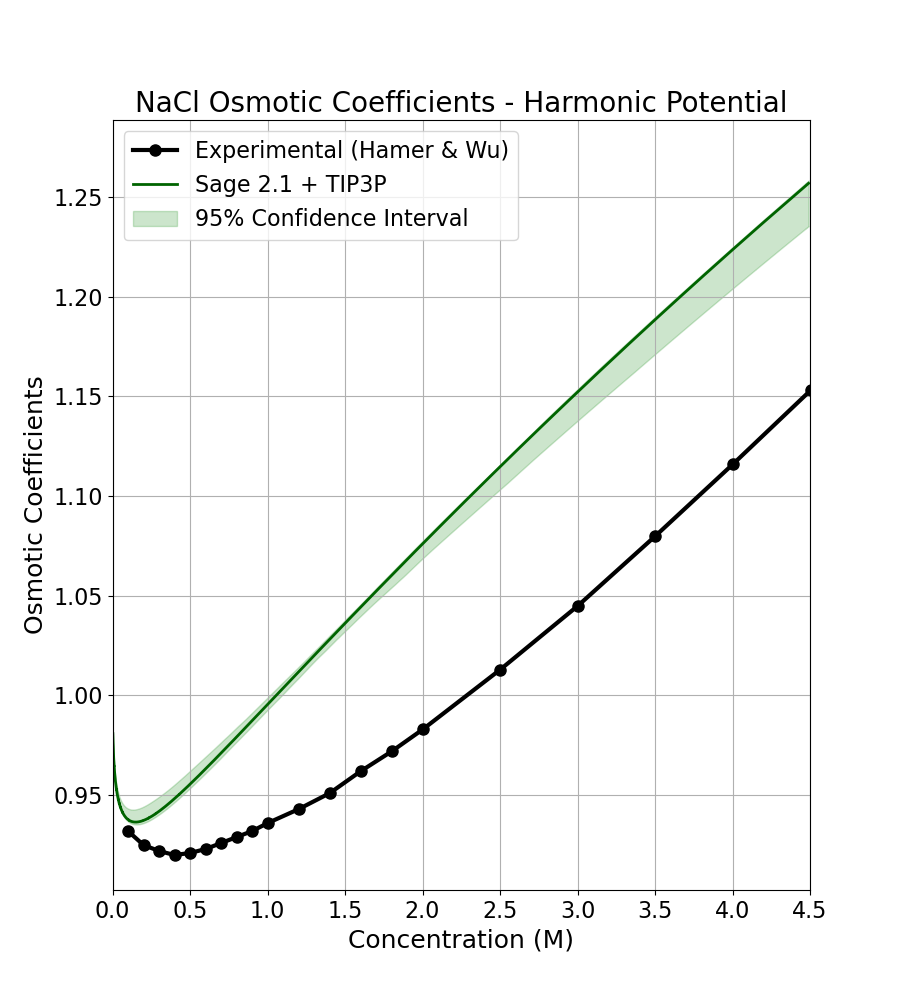 NaCl Osmotic Coefficients - Harmonic Potential
Experimental (Hamer & Wu)
Sage 2.1 + TIP3P
95% Confidence Interval
Osmotic Coefficients
1.25
1.20
1.15
1.10
1.05
1.00
0.95
0.0 0.5 1.0 1.5 2.0 2.5 3.0 3.5 4.0 4.5
Concentration (M)